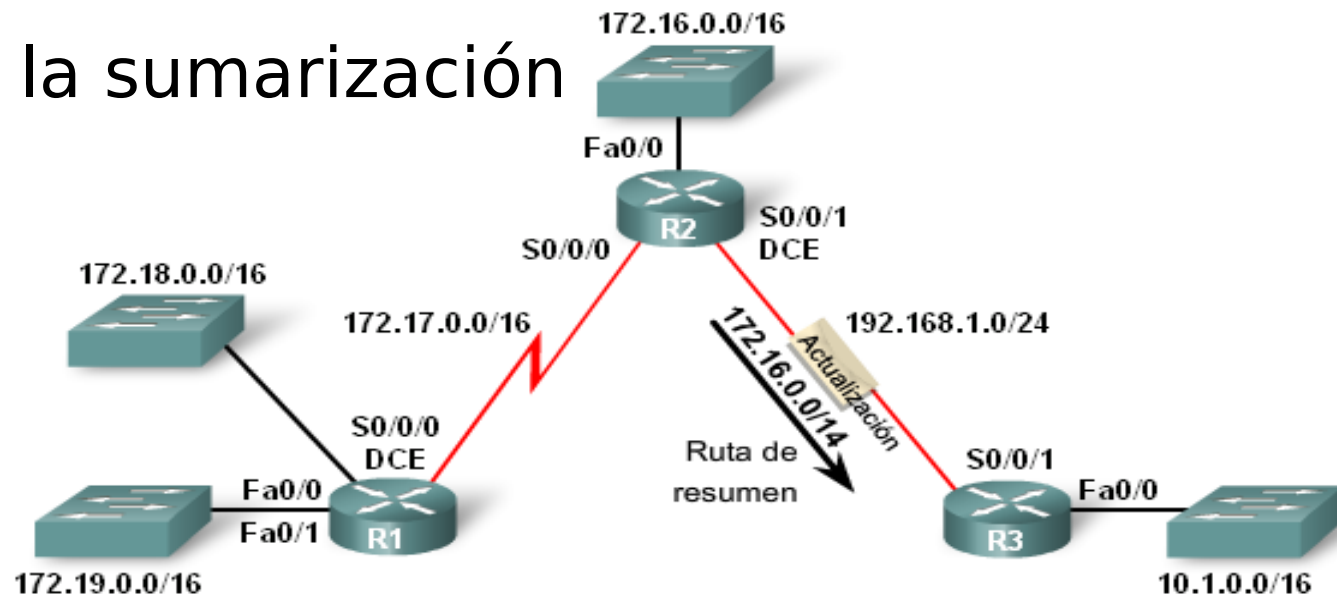 172.16.0.0/16
la sumarización
Fa0/0
R2
S0/0/1
DCE
S0/0/0
172.18.0.0/16
172.17.0.0/16
192.168.1.0/24
Actualización
172.16.0.0/14
Ruta de
resumen
S0/0/0
DCE
Fa0/0
Fa0/1
R1
172.19.0.0/16
S0/0/1
Fa0/0
R3
10.1.0.0/16